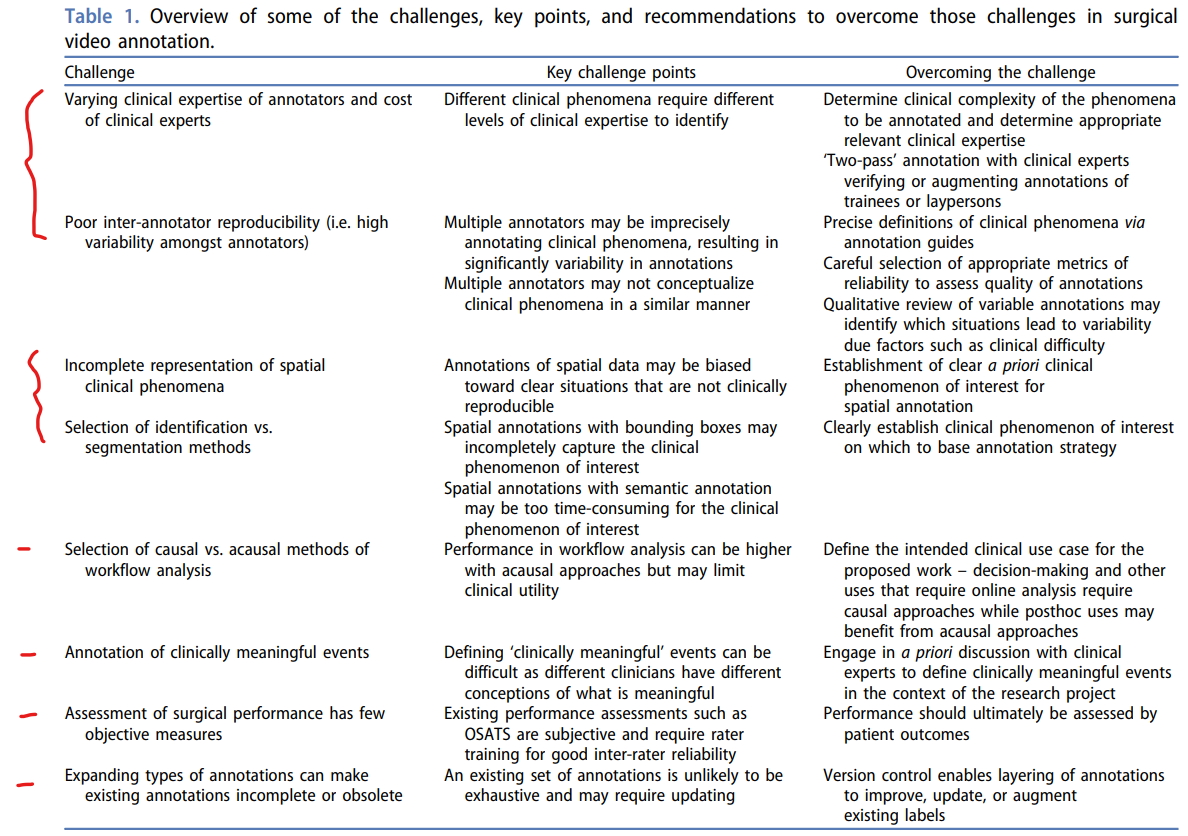 Table 1. Overview of some of the challenges, key points, and recommendations to overcome those challenges in surgical
video annotation.
Challenge Key challenge points Overcoming the challenge
Varying clinical expertise of annotators and cost
of clinical experts
Different clinical phenomena require different
levels of clinical expertise to identify
Determine clinical complexity of the phenomena
to be annotated and determine appropriate
relevant clinical expertise
‘Two-pass’ annotation with clinical experts
verifying or augmenting annotations of
trainees or laypersons
Poor inter-annotator reproducibility (i.e. high
variability amongst annotators)
Multiple annotators may be imprecisely
annotating clinical phenomena, resulting in
significantly variability in annotations
Multiple annotators may not conceptualize
clinical phenomena in a similar manner
Precise definitions of clinical phenomena via
annotation guides
Careful selection of appropriate metrics of
reliability to assess quality of annotations
Qualitative review of variable annotations may
identify which situations lead to variability
due factors such as clinical difficulty
Incomplete representation of spatial
clinical phenomena
Annotations of spatial data may be biased
toward clear situations that are not clinically
reproducible
Establishment of clear a priori clinical
phenomenon of interest for
spatial annotation
Selection of identification vs.
segmentation methods
Spatial annotations with bounding boxes may
incompletely capture the clinical
phenomenon of interest
Spatial annotations with semantic annotation
may be too time-consuming for the clinical
phenomenon of interest
Clearly establish clinical phenomenon of interest
on which to base annotation strategy
Selection of causal vs. acausal methods of
workflow analysis
Performance in workflow analysis can be higher
with acausal approaches but may limit
clinical utility
Define the intended clinical use case for the
proposed work – decision-making and other
uses that require online analysis require
causal approaches while posthoc uses may
benefit from acausal approaches
Annotation of clinically meaningful events
Defining ‘clinically meaningful’ events can be
difficult as different clinicians have different
conceptions of what is meaningful
Engage in a priori discussion with clinical
experts to define clinically meaningful events
in the context of the research project
Assessment of surgical performance has few
objective measures
Existing performance assessments such as
OSATS are subjective and require rater
training for good inter-rater reliability
Performance should ultimately be assessed by
patient outcomes
Expanding types of annotations can make
existing annotations incomplete or obsolete
An existing set of annotations is unlikely to be
exhaustive and may require updating
Version control enables layering of annotations
to improve, update, or augment
existing labels